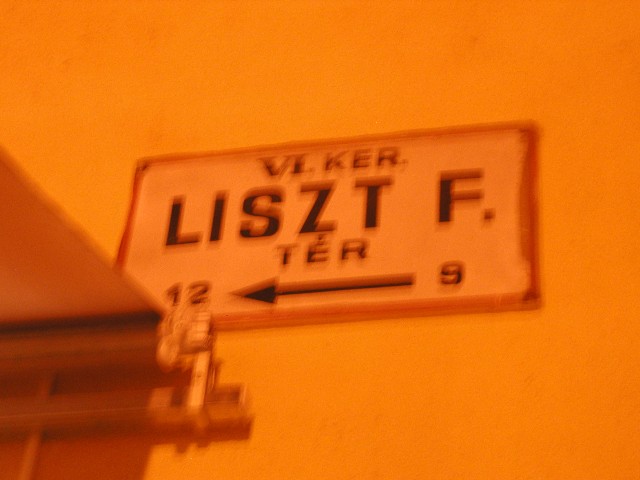 VI. KER.
LISZT F.
TÉR
12 9